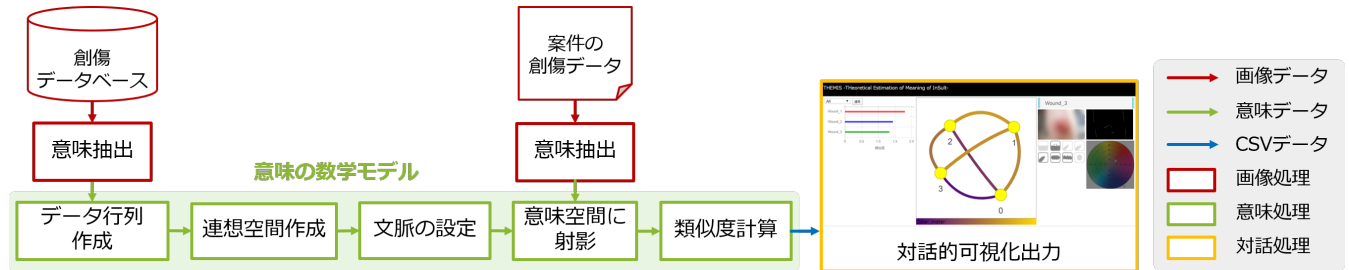 創傷
データベース
案件の
創傷データ
意味抽出
意味抽出
意味の数学モデル
データ行列
作成
連想空間作成
文脈の設定
意味空間に
射影
類似度計算
THEMIS -THeoretical Estimation of Meaning of InSult-
All
Wound_1
Wound_2
Wound_3
2
1
3
0
Wound_3
対話的可視化出力
画像データ
意味データ
CSVデータ
画像処理
意味処理
対話処理